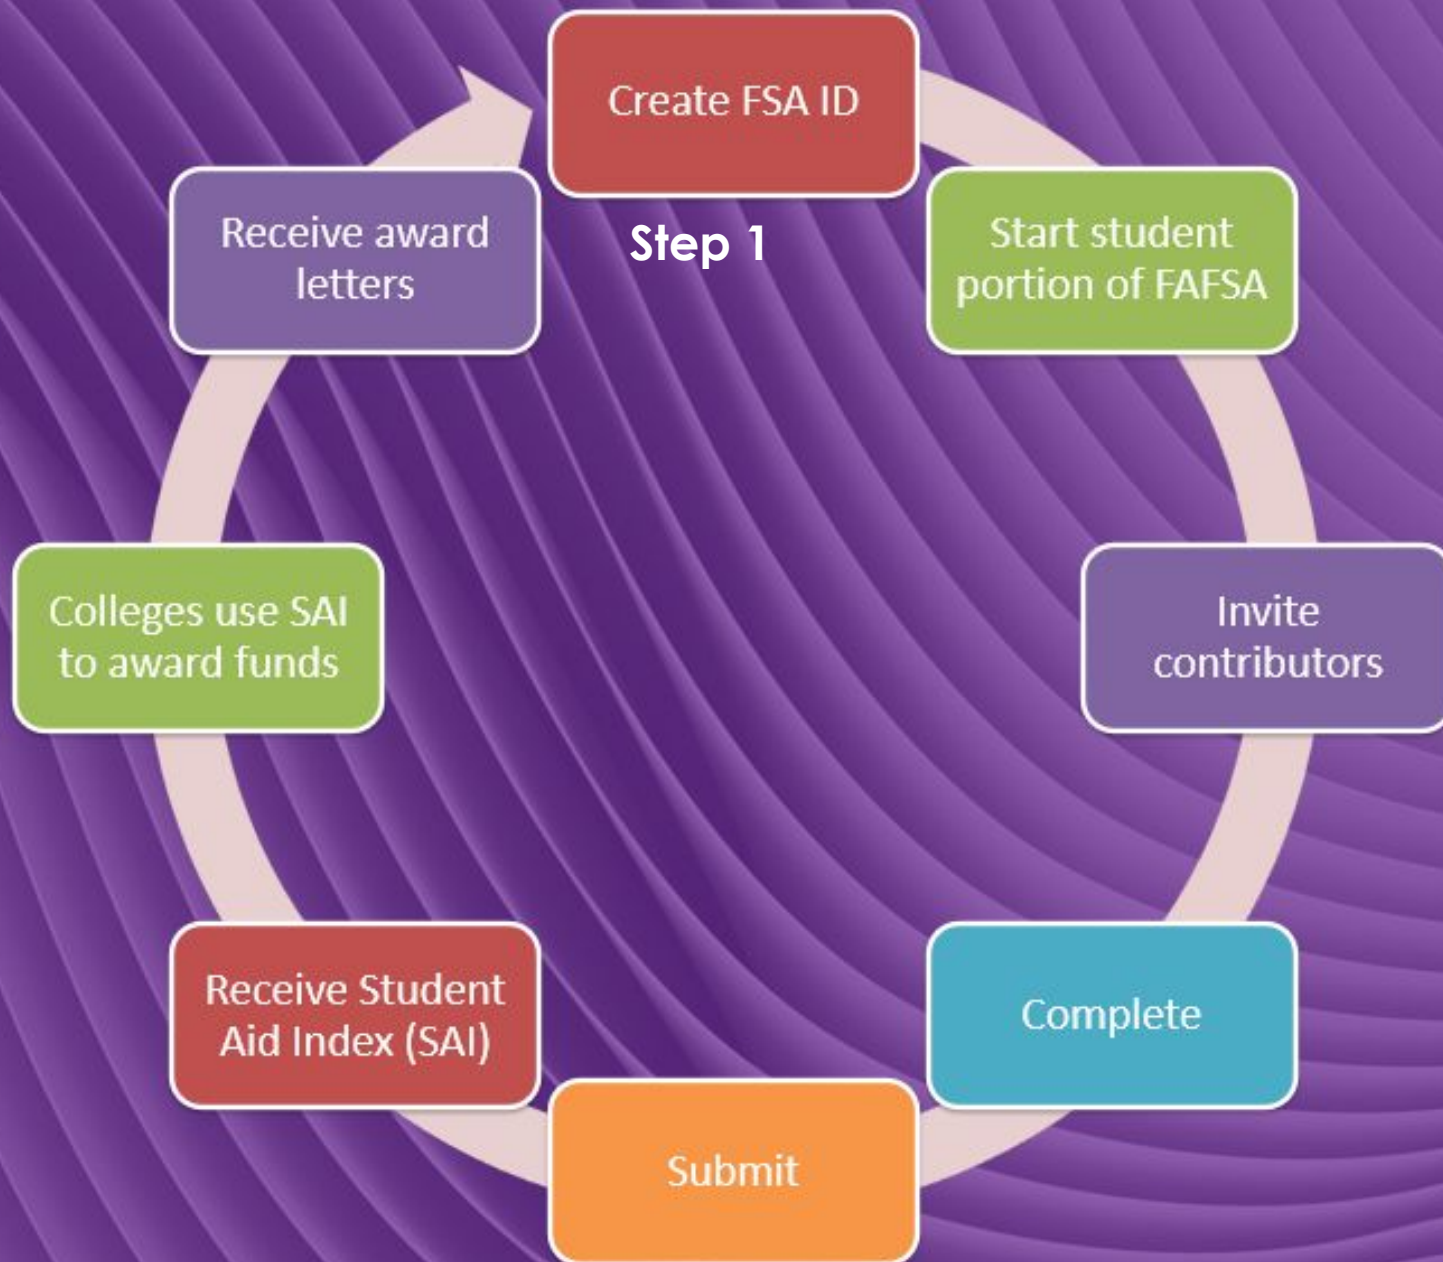 Create FSA ID
Step 1
Start student
portion of FAFSA
Invite
contributors
Complete
Submit
Receive Student
Aid Index (SAI)
Colleges use SAI
to award funds
Receive award
letters